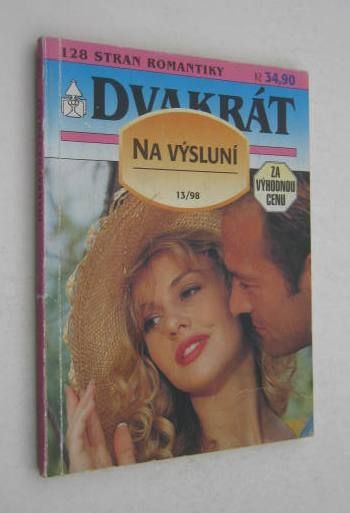 128 STRAN ROMANTIKY Kč 34,90
DVAKRÁT
NA VÝSLUNÍ
13/98
ZA
VÝHODNOU
CENU